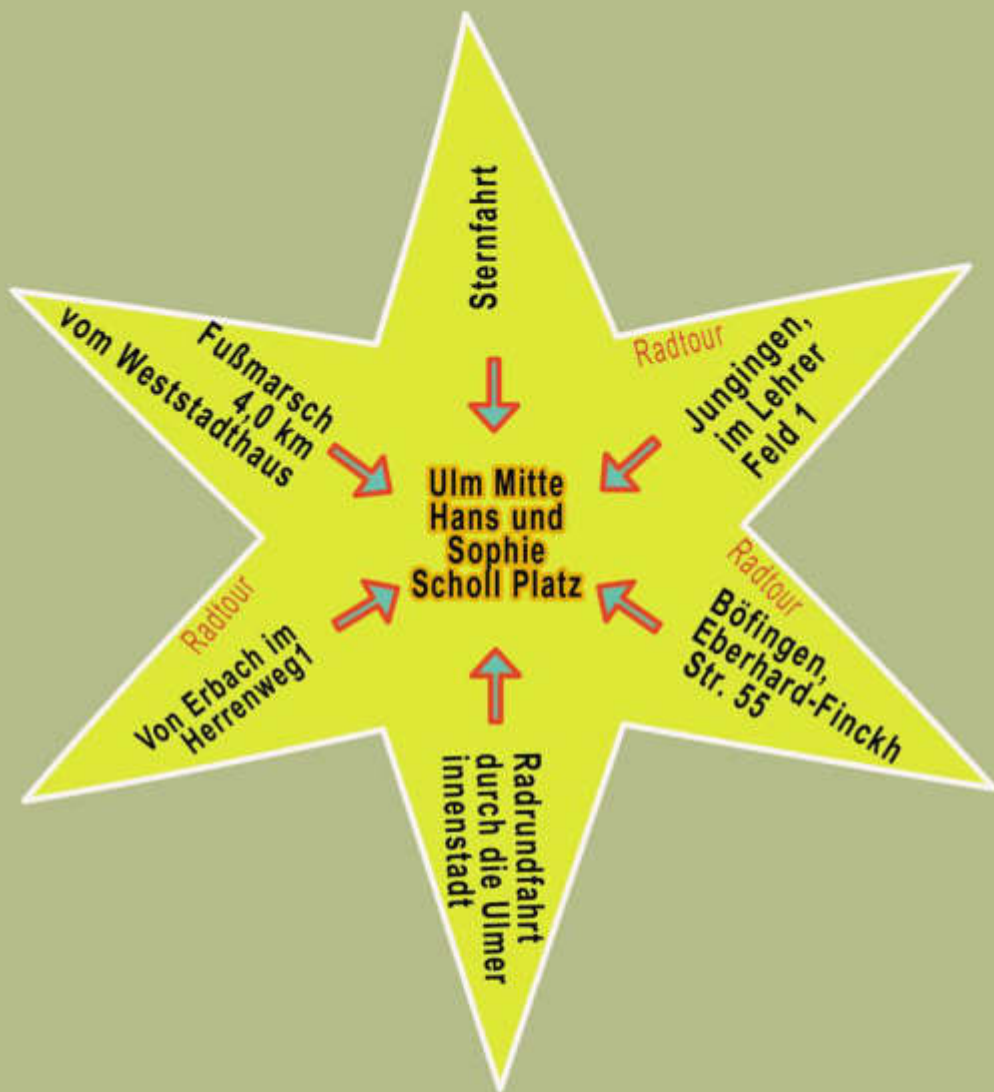 Sternfahrt
Fußmarsch
4,0 km
vom Weststadthaus
Radtour
Jungingen,
im Lehrer
Feld 1
Ulm Mitte
Hans und
Sophie
Scholl Platz
Radtour
Von Erbach im
Herrenweg1
Radtour
Böfingen,
Eberhard-Finckh
Str. 55
Radrundfahrt
durch die Ulmer
innenstadt